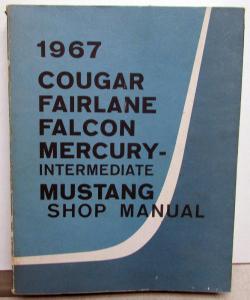 1967
COUGAR
FAIRLANE
FALCON
MERCURY-
INTERMEDIATE
MUSTANG
SHOP MANUAL